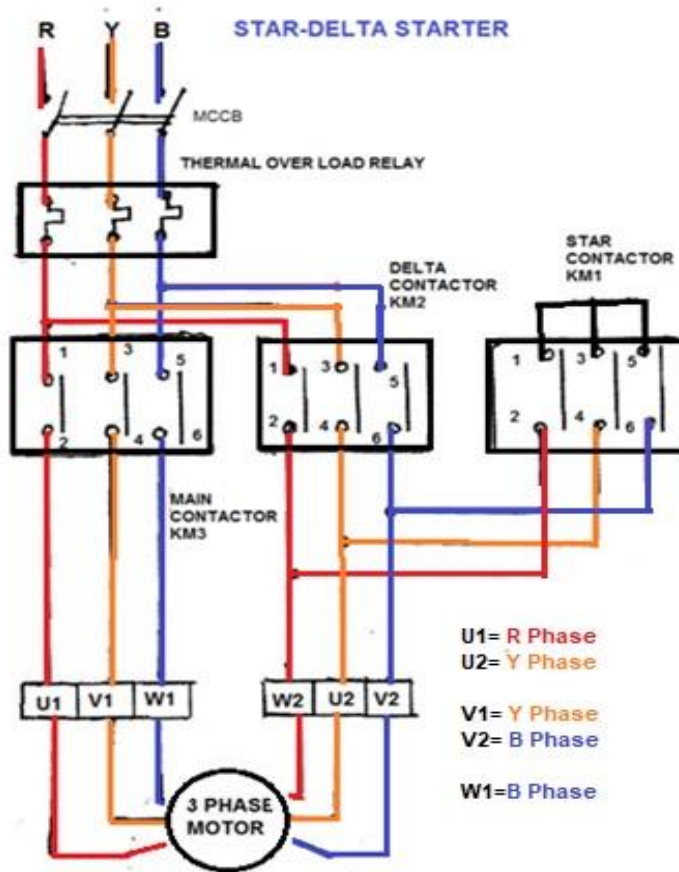 R Y B STAR-DELTA STARTER
MCCB
THERMAL OVER LOAD RELAY
DELTA
CONTACTOR
KM2
STAR
CONTACTOR
KM1
1 3 5
2 4 6
1 3 5
2 4 6
1 3 5
2 4 6
MAIN
CONTACTOR
KM3
U1 V1 W1
W2 U2 V2
U1= R Phase
U2= Y Phase
V1= Y Phase
V2= B Phase
W1=B Phase
3 PHASE
MOTOR